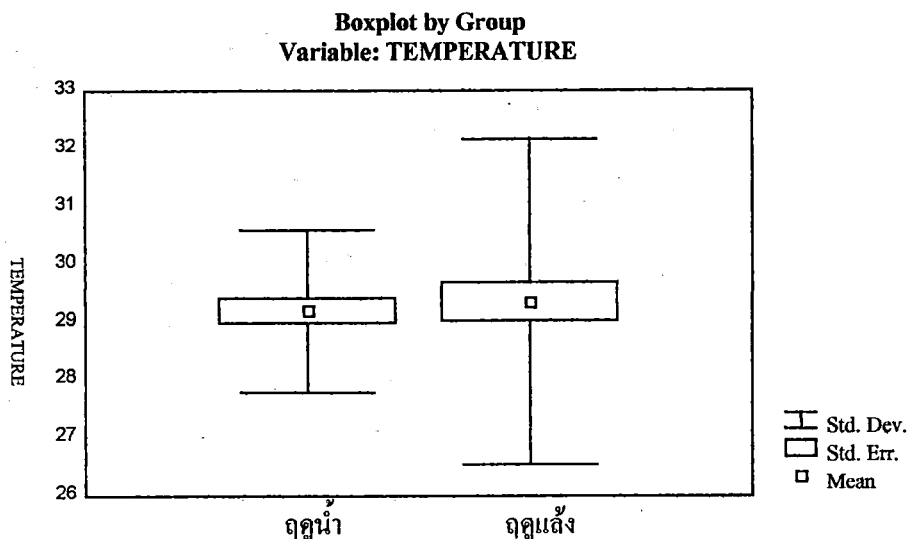 Boxplot by Group
Variable: TEMPERATURE
33
32
31
30
29
28
27
26
TEMPERATURE
ฤดูน้ำ
ฤดูแล้ง
Std. Dev.
Std. Err.
Mean